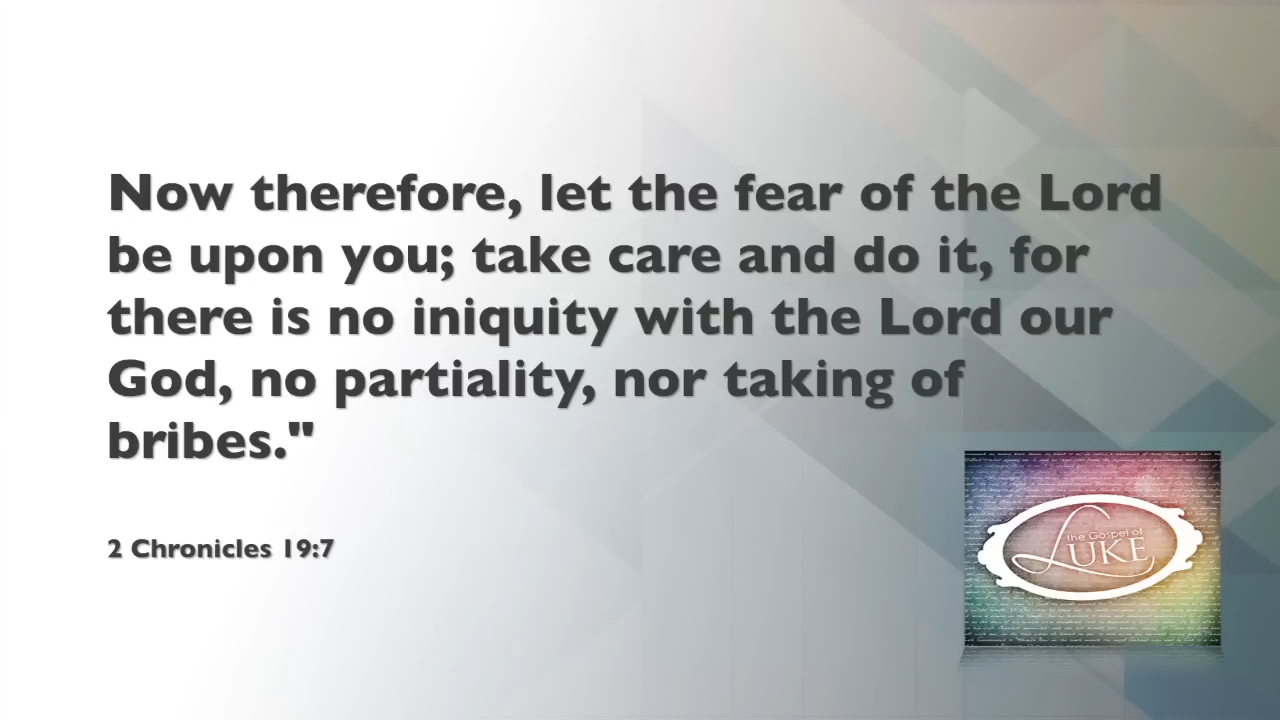 Now therefore, let the fear of the Lord
be upon you; take care and do it, for
there is no iniquity with the Lord our
God, no partiality, nor taking of
bribes."
2 Chronicles 19:7
the Gospel of
LUKE